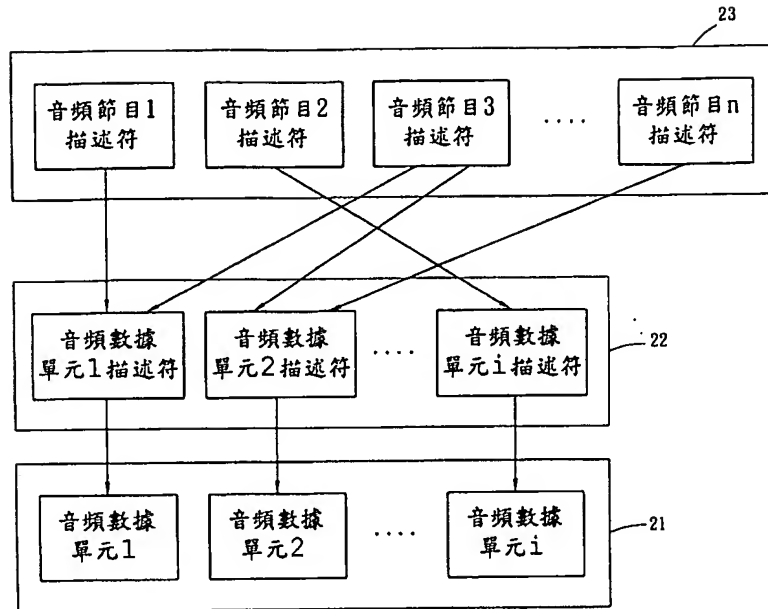 23
音頻節目1
描述符
音頻節目2
描述符
音頻節目3
描述符
....
音頻節目n
描述符
音頻數據
單元1描述符
音頻數據
單元2描述符
....
音頻數據
單元i描述符
22
音頻數據
單元1
音頻數據
單元2
....
音頻數據
單元i
21